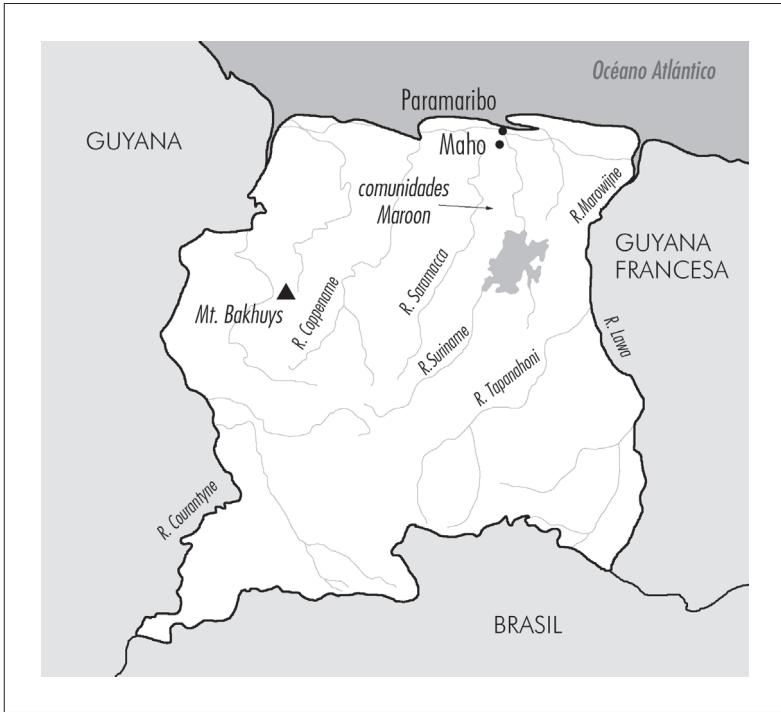 Océano Atlántico
Paramaribo
GUYANA
Maho
comunidades
Maroon
R.Marowijne
GUYANA
FRANCESA
R. Saramacca
R. Coppename
Mt. Bakhuys
R.Suriname
R. Lawa
R. Tapanahoni
R. Courantyne
BRASIL